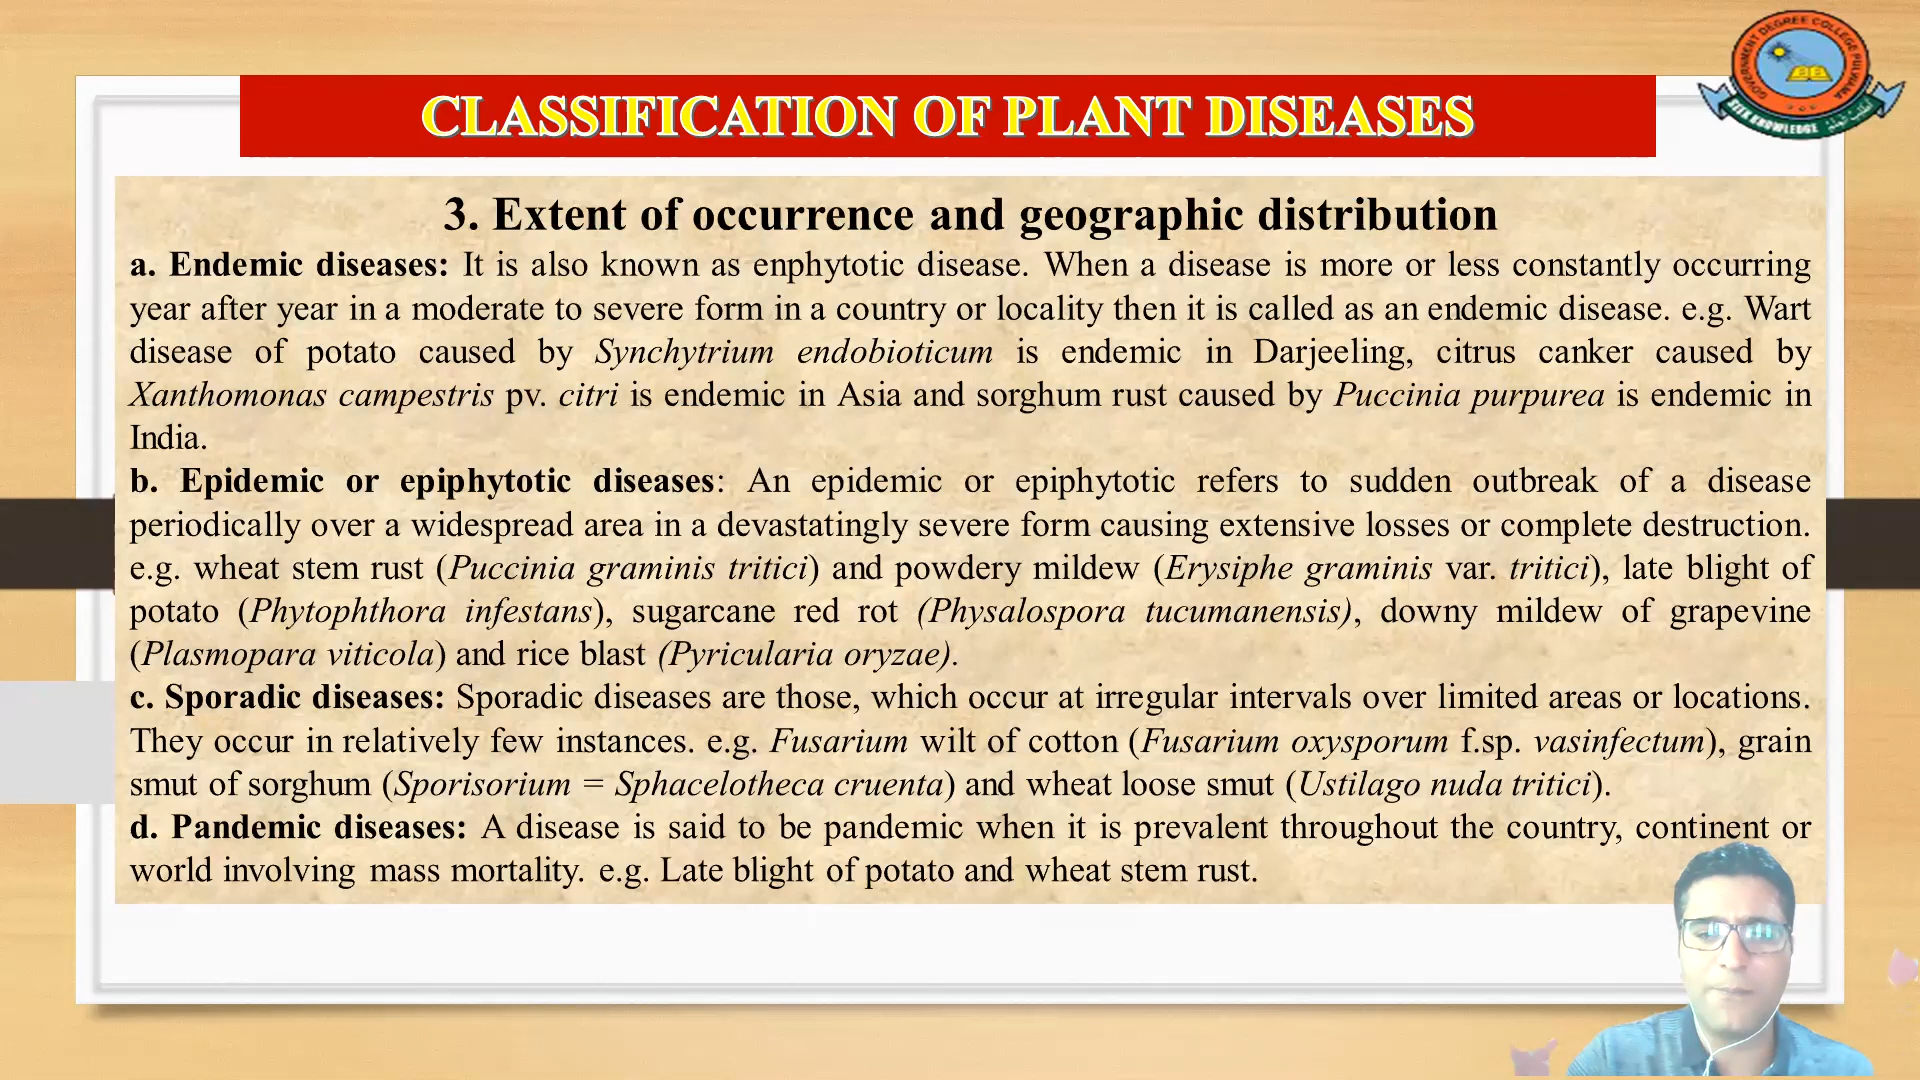 CLASSIFICATION OF PLANT DISEASES
GOVERNMENT DEGREE COLLEGE PULWAMA
KNOWLEDGE
3. Extent of occurrence and geographic distribution
a. Endemic diseases: It is also known as enphytotic disease. When a disease is more or less constantly occurring
year after year in a moderate to severe form in a country or locality then it is called as an endemic disease. e.g. Wart
disease of potato caused by Synchytrium endobioticum is endemic in Darjeeling, citrus canker caused by
Xanthomonas campestris pv. citri is endemic in Asia and sorghum rust caused by Puccinia purpurea is endemic in
India.
b. Epidemic or epiphytotic diseases: An epidemic or epiphytotic refers to sudden outbreak of a disease
periodically over a widespread area in a devastatingly severe form causing extensive losses or complete destruction.
e.g. wheat stem rust (Puccinia graminis tritici) and powdery mildew (Erysiphe graminis var. tritici), late blight of
potato (Phytophthora infestans), sugarcane red rot (Physalospora tucumanensis), downy mildew of grapevine
(Plasmopara viticola) and rice blast (Pyricularia oryzae).
c. Sporadic diseases: Sporadic diseases are those, which occur at irregular intervals over limited areas or locations.
They occur in relatively few instances. e.g. Fusarium wilt of cotton (Fusarium oxysporum f.sp. vasinfectum), grain
smut of sorghum (Sporisorium = Sphacelotheca cruenta) and wheat loose smut (Ustilago nuda tritici).
d. Pandemic diseases: A disease is said to be pandemic when it is prevalent throughout the country, continent or
world involving mass mortality. e.g. Late blight of potato and wheat stem rust.